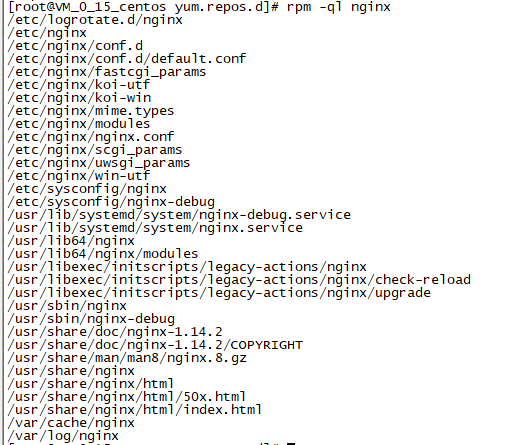 [root@VM_0_15_centos yum.repos.d]# rpm -ql nginx
/etc/logrotate.d/nginx
/etc/nginx
/etc/nginx/conf.d
/etc/nginx/conf.d/default.conf
/etc/nginx/fastcgi_params
/etc/nginx/koi-utf
/etc/nginx/koi-win
/etc/nginx/mime.types
/etc/nginx/modules
/etc/nginx/nginx.conf
/etc/nginx/scgi_params
/etc/nginx/uwsgi_params
/etc/nginx/win-utf
/etc/sysconfig/nginx
/etc/sysconfig/nginx-debug
/usr/lib/systemd/system/nginx-debug.service
/usr/lib/systemd/system/nginx.service
/usr/lib64/nginx
/usr/lib64/nginx/modules
/usr/libexec/initscripts/legacy-actions/nginx
/usr/libexec/initscripts/legacy-actions/nginx/check-reload
/usr/libexec/initscripts/legacy-actions/nginx/upgrade
/usr/sbin/nginx
/usr/sbin/nginx-debug
/usr/share/doc/nginx-1.14.2
/usr/share/doc/nginx-1.14.2/COPYRIGHT
/usr/share/man/man8/nginx.8.gz
/usr/share/nginx
/usr/share/nginx/html
/usr/share/nginx/html/50x.html
/usr/share/nginx/html/index.html
/var/cache/nginx
/var/log/nginx